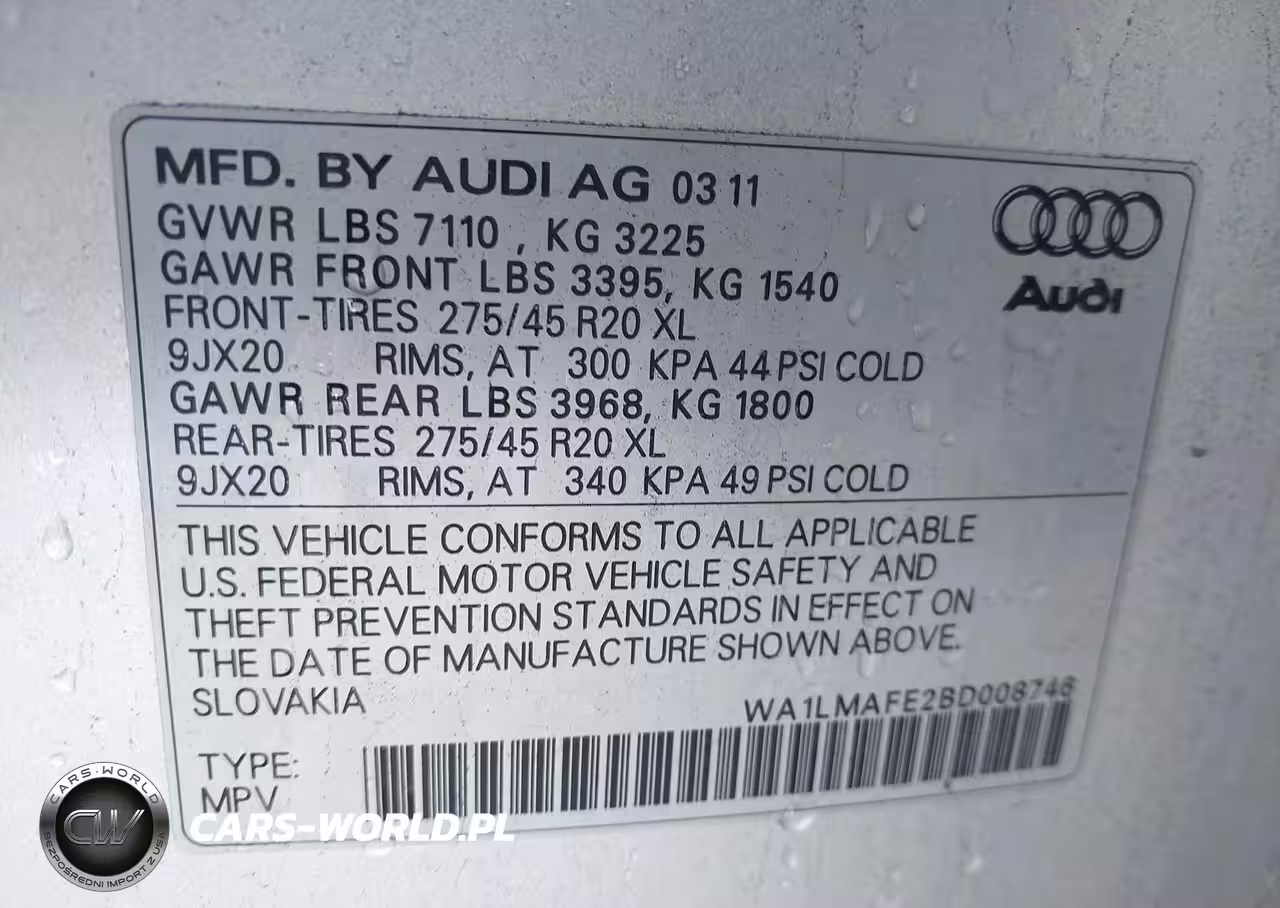 MFD. BY AUDI AG 03 11
GVWR LBS 7110 , KG 3225
GAWR FRONT LBS 3395, KG 1540
FRONT-TIRES 275/45 R20 XL
9JX20 RIMS, AT 300 KPA 44 PSI COLD
GAWR REAR LBS 3968, KG 1800
REAR-TIRES 275/45 R20 XL
9JX20 RIMS, AT 340 KPA 49 PSI COLD
Audi
THIS VEHICLE CONFORMS TO ALL APPLICABLE
U.S. FEDERAL MOTOR VEHICLE SAFETY AND
THEFT PREVENTION STANDARDS IN EFFECT ON
THE DATE OF MANUFACTURE SHOWN ABOVE.
SLOVAKIA
WA1LMAFE2BD008746
TYPE:
MPV
CARS-WORLD
CW
BEZPOŚREDNI IMPORT Z USA
CARS-WORLD.PL